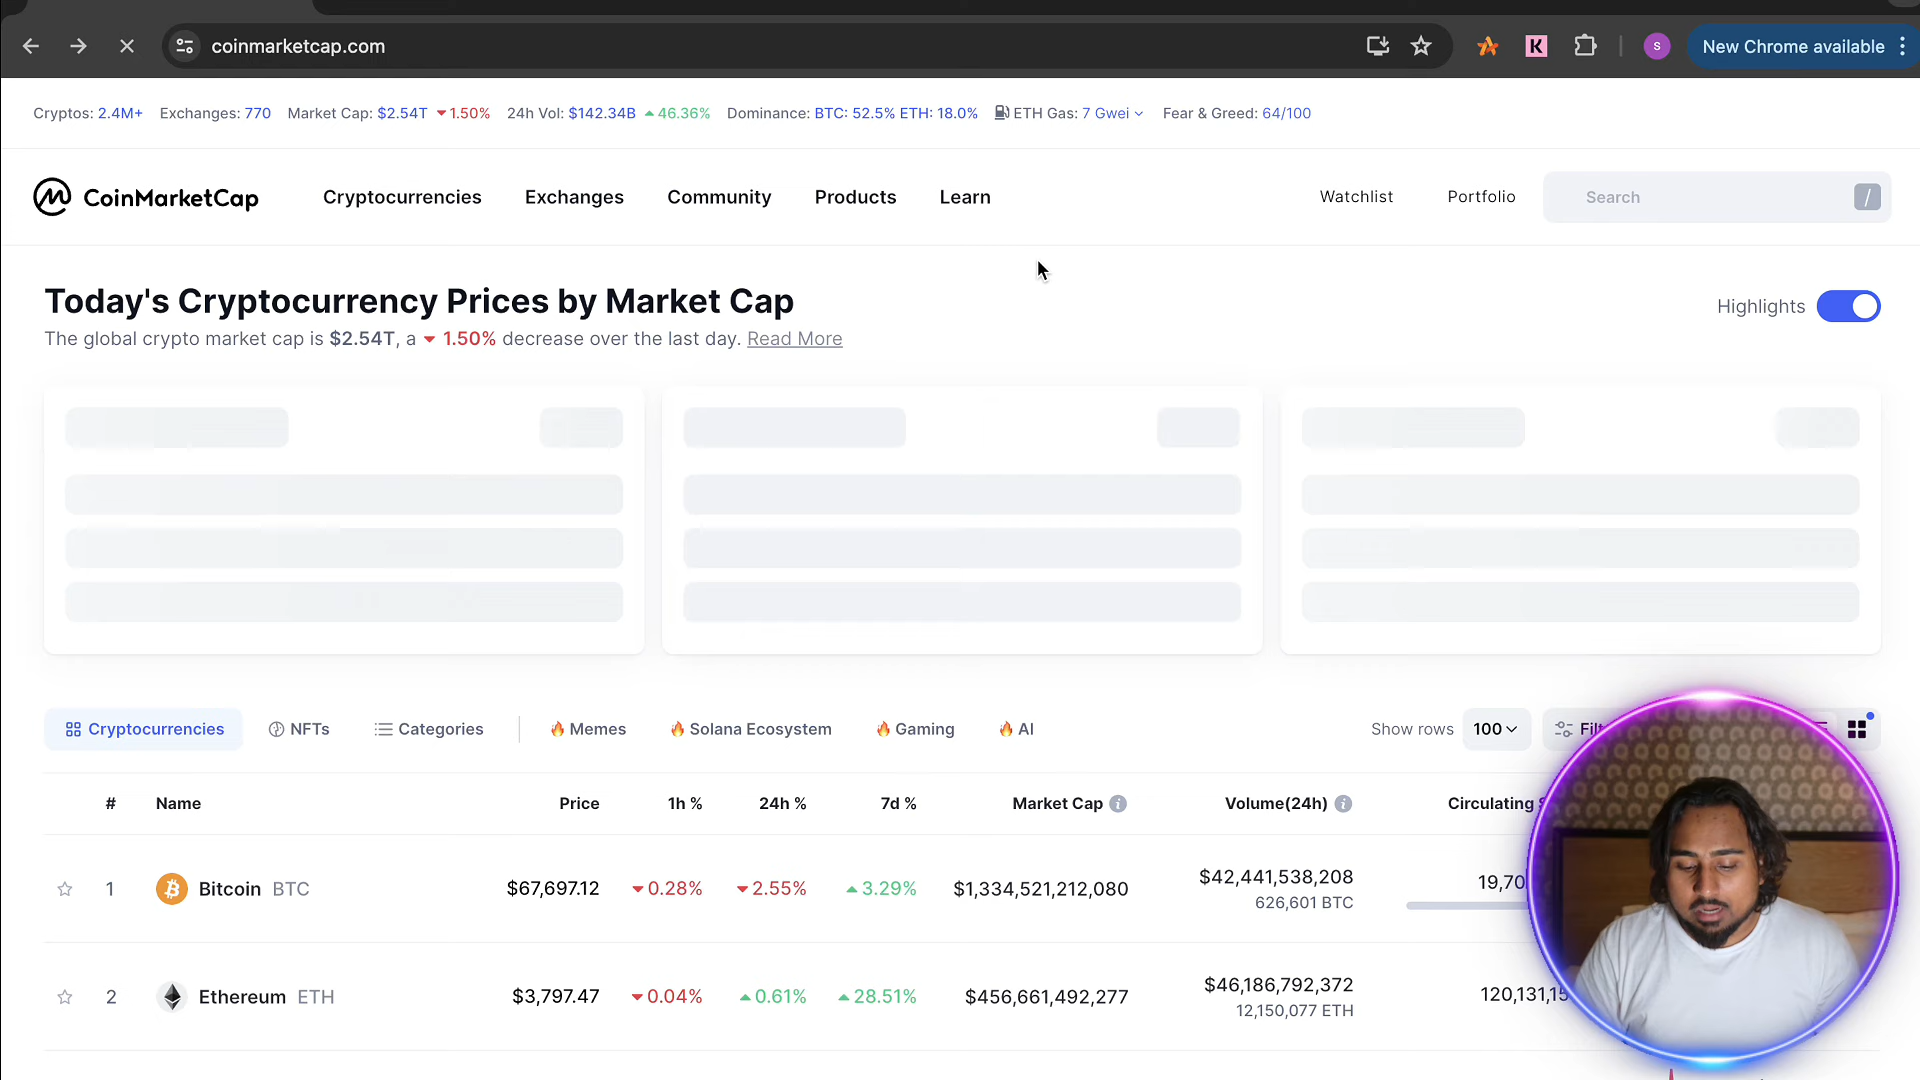 coinmarketcap.com
S
New Chrome available
Cryptos: 2.4M+ Exchanges: 770 Market Cap: $2.54T 1.50% 24h Vol: $142.34B 46.36% Dominance: BTC: 52.5% ETH: 18.0% ETH Gas: 7 Gwei Fear & Greed: 64/100
CoinMarketCap Cryptocurrencies Exchanges Community Products Learn Watchlist Portfolio Search /
Today's Cryptocurrency Prices by Market Cap
Highlights
The global crypto market cap is $2.54T, a 1.50% decrease over the last day. Read More
Cryptocurrencies NFTs Categories Memes Solana Ecosystem Gaming AI Show rows 100
# Name Price 1h % 24h % 7d % Market Cap Volume(24h) Circulating
1 Bitcoin BTC $67,697.12 0.28% 2.55% 3.29% $1,334,521,212,080 $42,441,538,208 19,70
626,601 BTC
2 Ethereum ETH $3,797.47 0.04% 0.61% 28.51% $456,661,492,277 $46,186,792,372 120,131,15
12,150,077 ETH